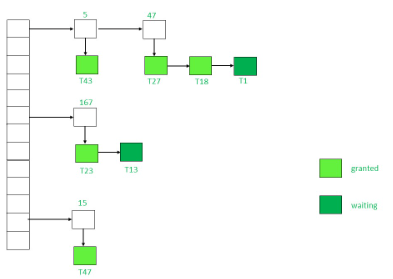 5 47
T43 T27 T18 T1
167
T23 T13
granted
waiting
15
T47